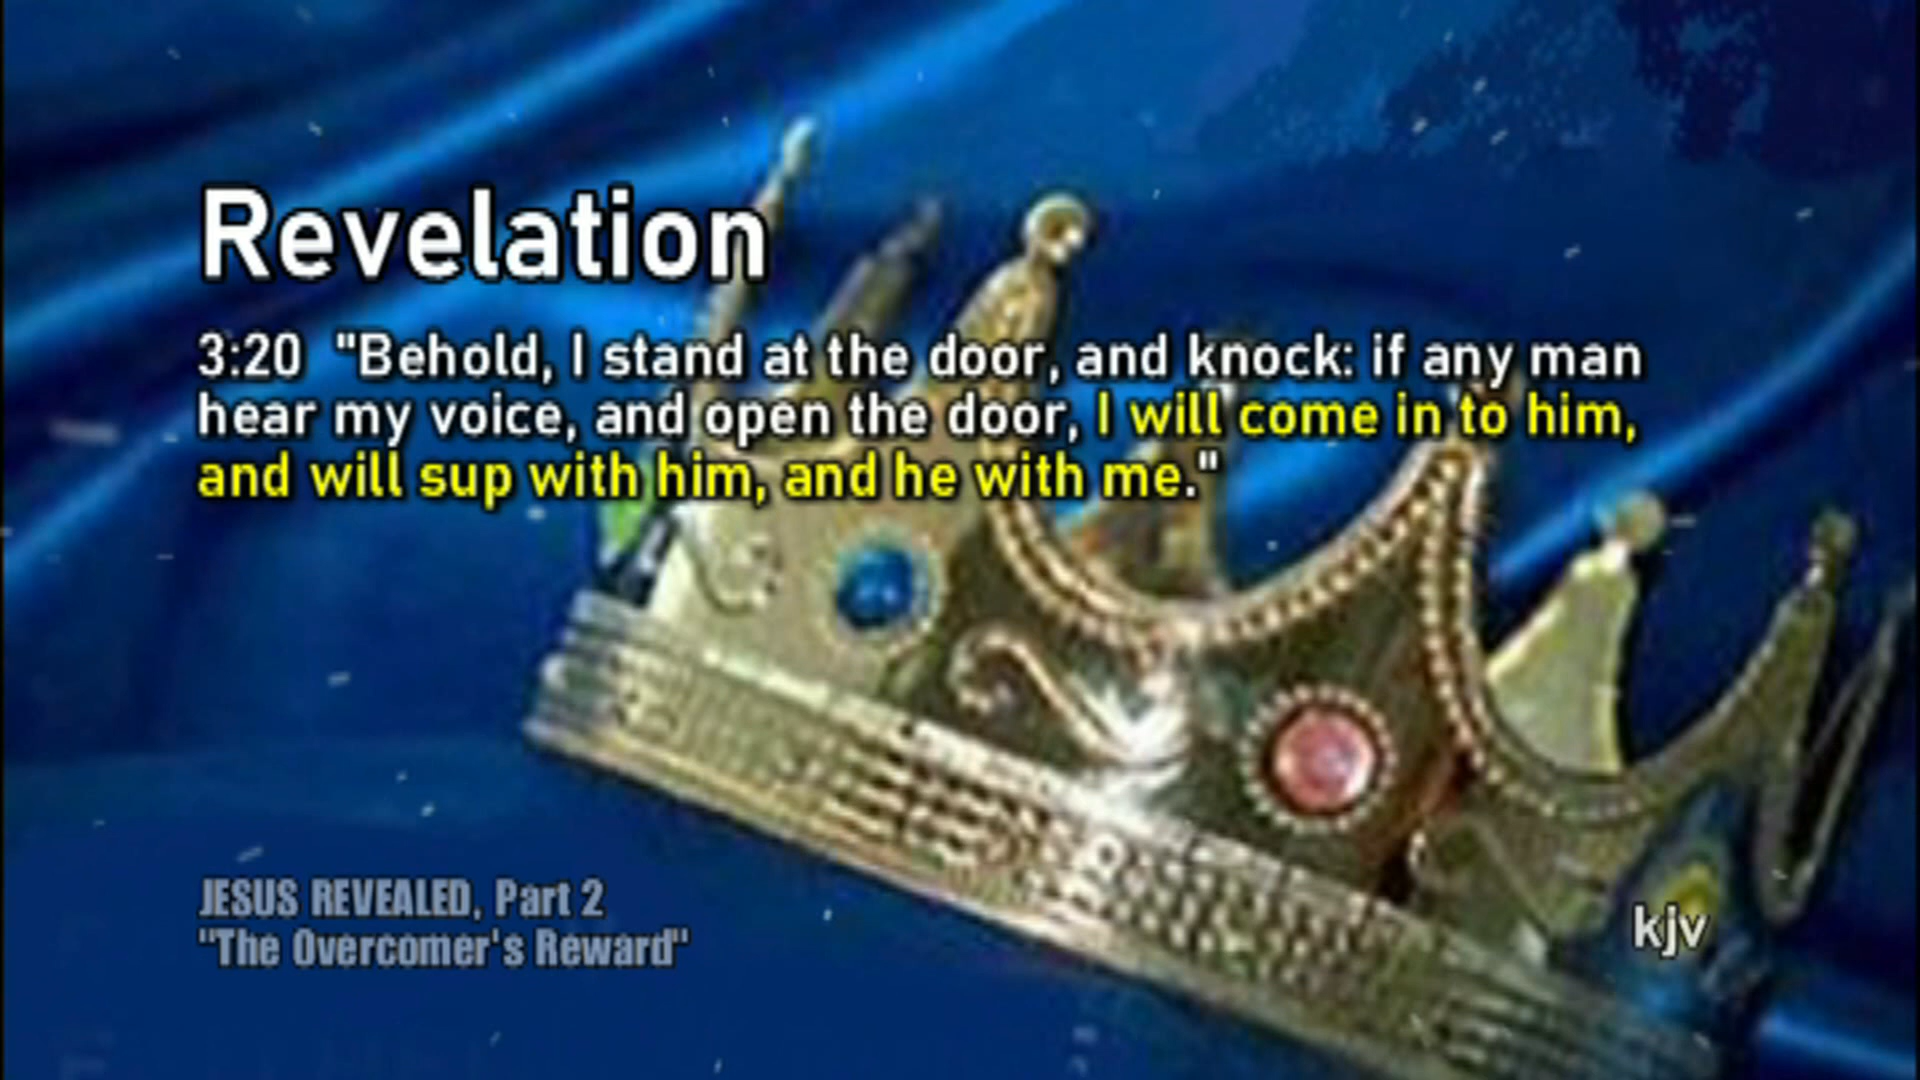 Revelation
3:20  "Behold, I stand at the door, and knock: if any man
hear my voice, and open the door, I will come in to him,
and will sup with him, and he with me."
JESUS REVEALED, Part 2
"The Overcomer's Reward"
kjv